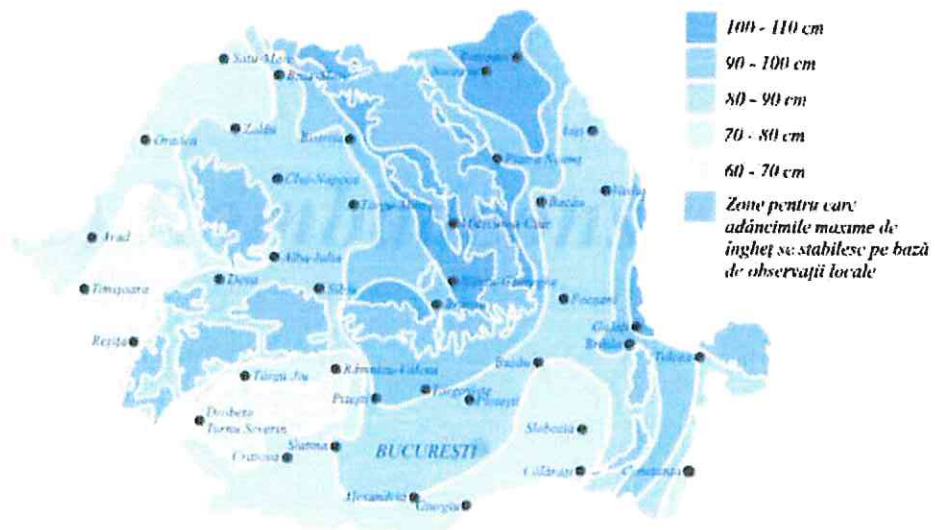 100 - 110 cm
90 - 100 cm
80 - 90 cm
70 - 80 cm
60 - 70 cm
Zone pentru care
adâncimile maxime de
îngheț se stabilesc pe bază
de observații locale
Satu-Mare
Baia-Mare
Suceava
Zalău
Oradea
Bistrița
Iași
Piatra Neamț
Cluj-Napoca
Vaslui
Târgu-Mureș
Bacău
Miercurea-Ciuc
Arad
Alba-Iulia
Deva
Sibiu
Timișoara
Sfântu-Gheorghe
Brașov
Focșani
Galați
Reșița
Brăila
Tulcea
Târgu Jiu
Râmnicu-Vâlcea
Buzău
Pitești
Târgoviște
Ploiești
Drobeta
Turnu Severin
Slobozia
Slatina
BUCUREȘTI
Craiova
Călărași
Constanța
Alexandria
Giurgiu